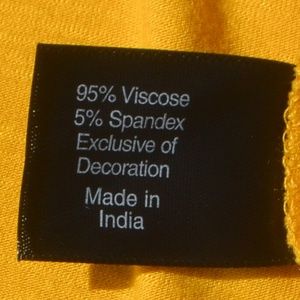 95% Viscose
5% Spandex
Exclusive of
Decoration
Made in
India